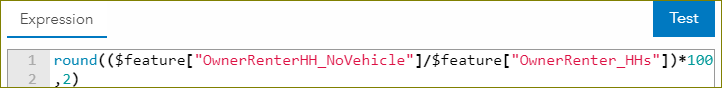 Expression
Test
1 round(($feature["OwnerRenterHH_NoVehicle"]/$feature["OwnerRenter_HHs"])*100
2 ,2)